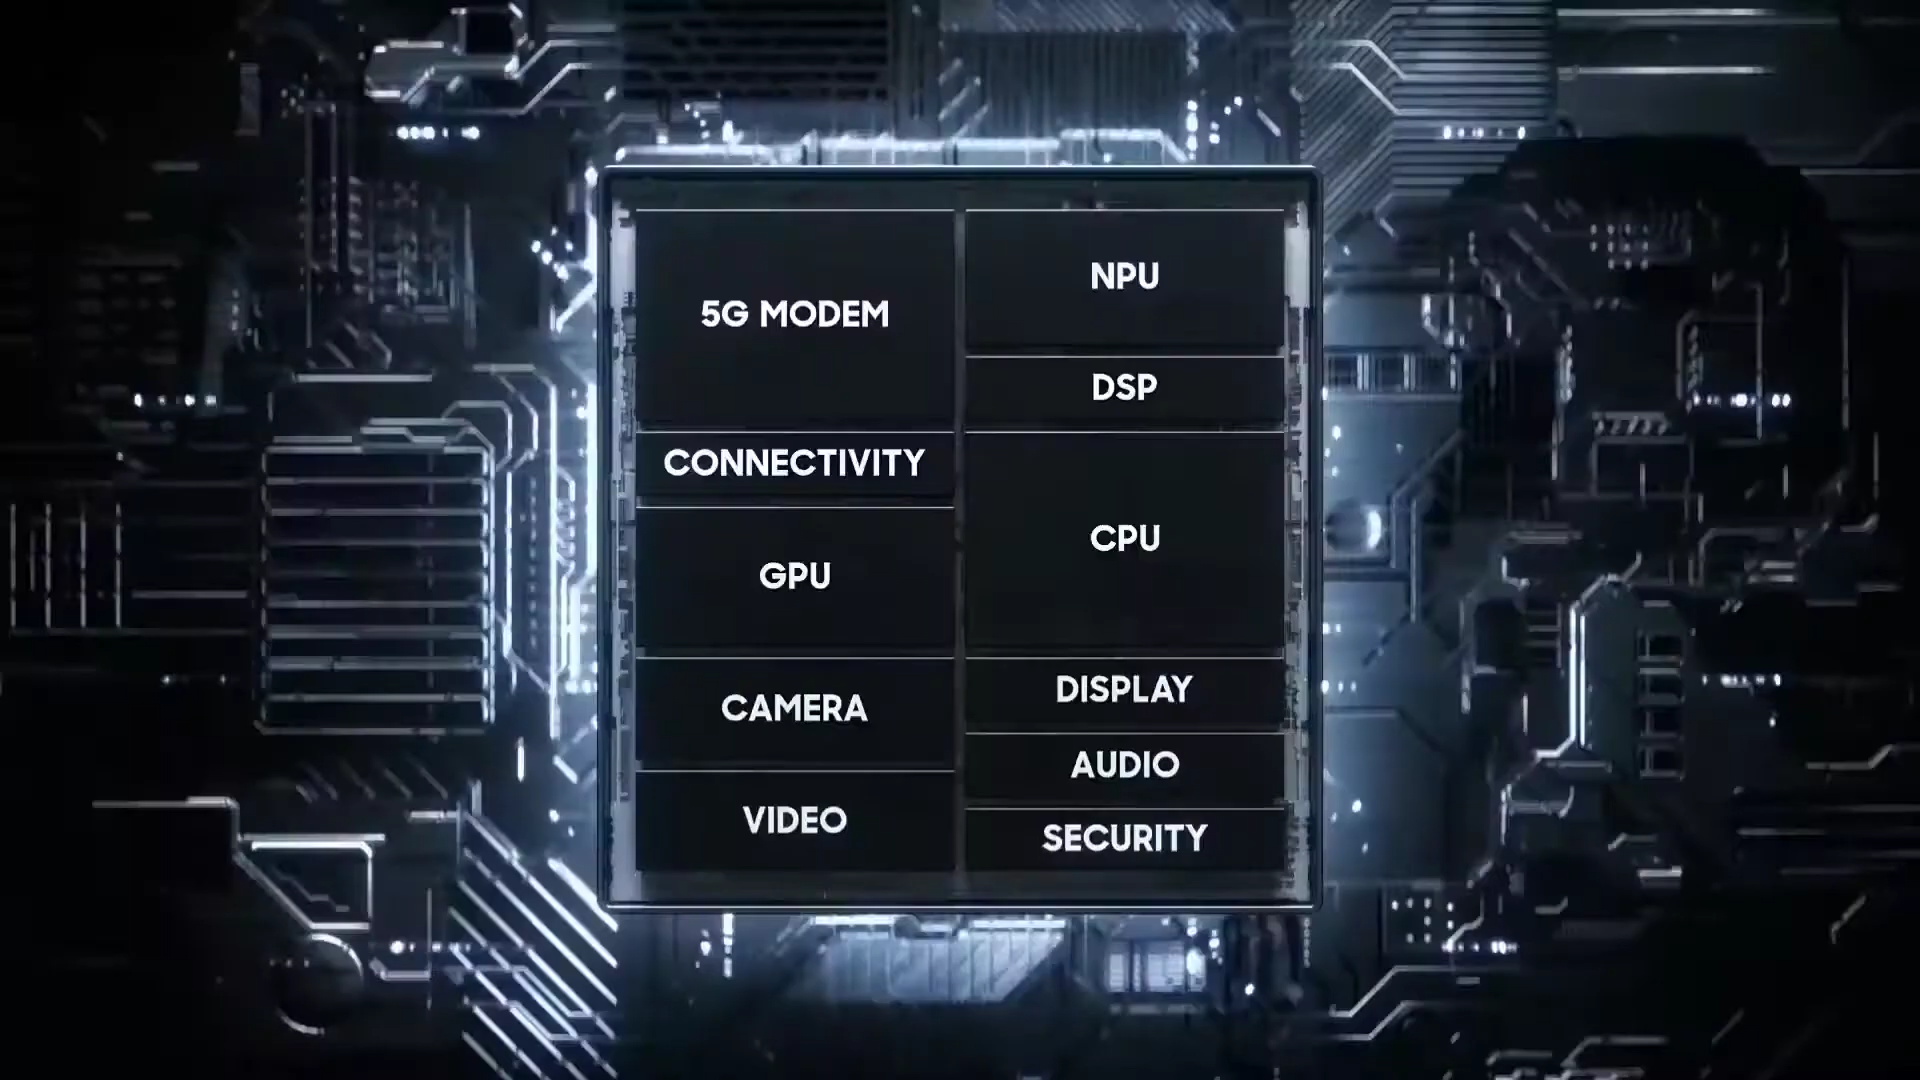 5G MODEM
CONNECTIVITY
GPU
CAMERA
VIDEO
NPU
DSP
CPU
DISPLAY
AUDIO
SECURITY